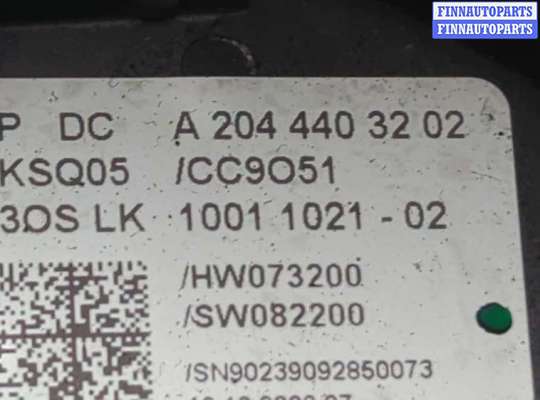 FINNAUTOPARTS
FINNAUTOPARTS
P DC A 204 440 32 02
KSQ05 /CC9O51
3OS LK 1001 1021 - 02
/HW073200
/SW082200
/SN90239092850073